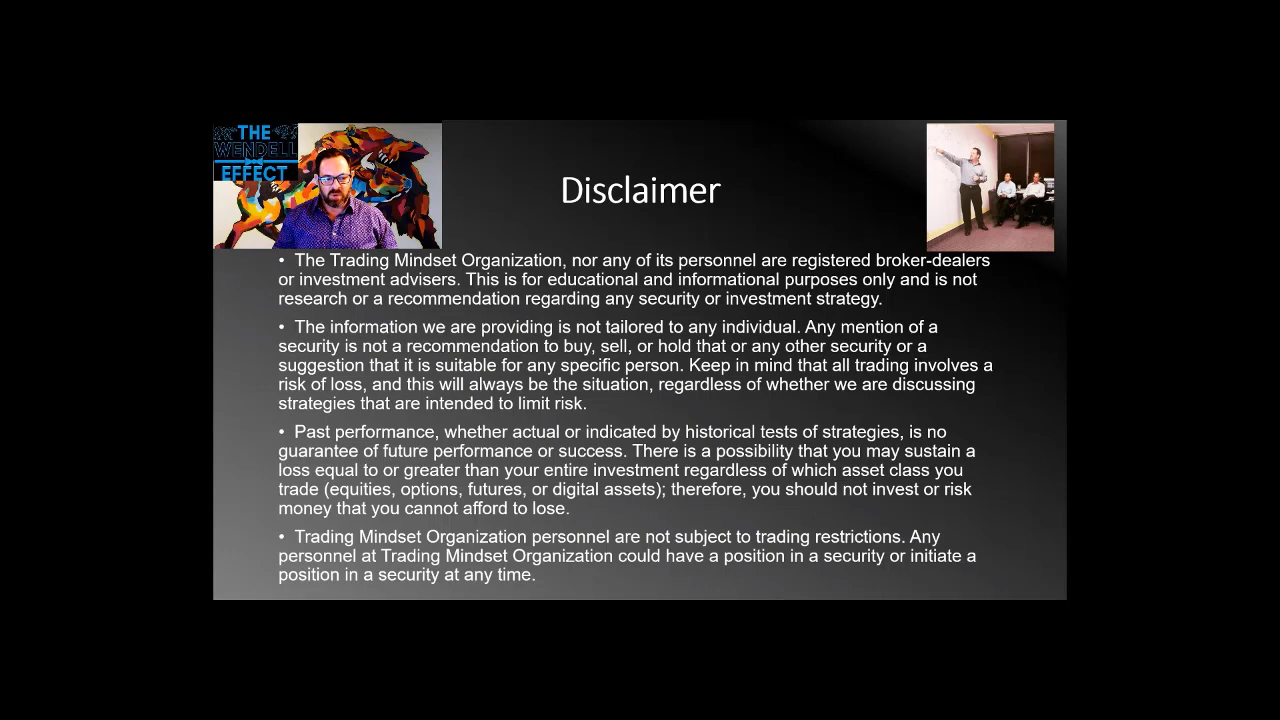 THE
WENDELL
EFFECT
Disclaimer
• The Trading Mindset Organization, nor any of its personnel are registered broker-dealers
or investment advisers. This is for educational and informational purposes only and is not
research or a recommendation regarding any security or investment strategy.
• The information we are providing is not tailored to any individual. Any mention of a
security is not a recommendation to buy, sell, or hold that or any other security or a
suggestion that it is suitable for any specific person. Keep in mind that all trading involves a
risk of loss, and this will always be the situation, regardless of whether we are discussing
strategies that are intended to limit risk.
• Past performance, whether actual or indicated by historical tests of strategies, is no
guarantee of future performance or success. There is a possibility that you may sustain a
loss equal to or greater than your entire investment regardless of which asset class you
trade (equities, options, futures, or digital assets); therefore, you should not invest or risk
money that you cannot afford to lose.
• Trading Mindset Organization personnel are not subject to trading restrictions. Any
personnel at Trading Mindset Organization could have a position in a security or initiate a
position in a security at any time.